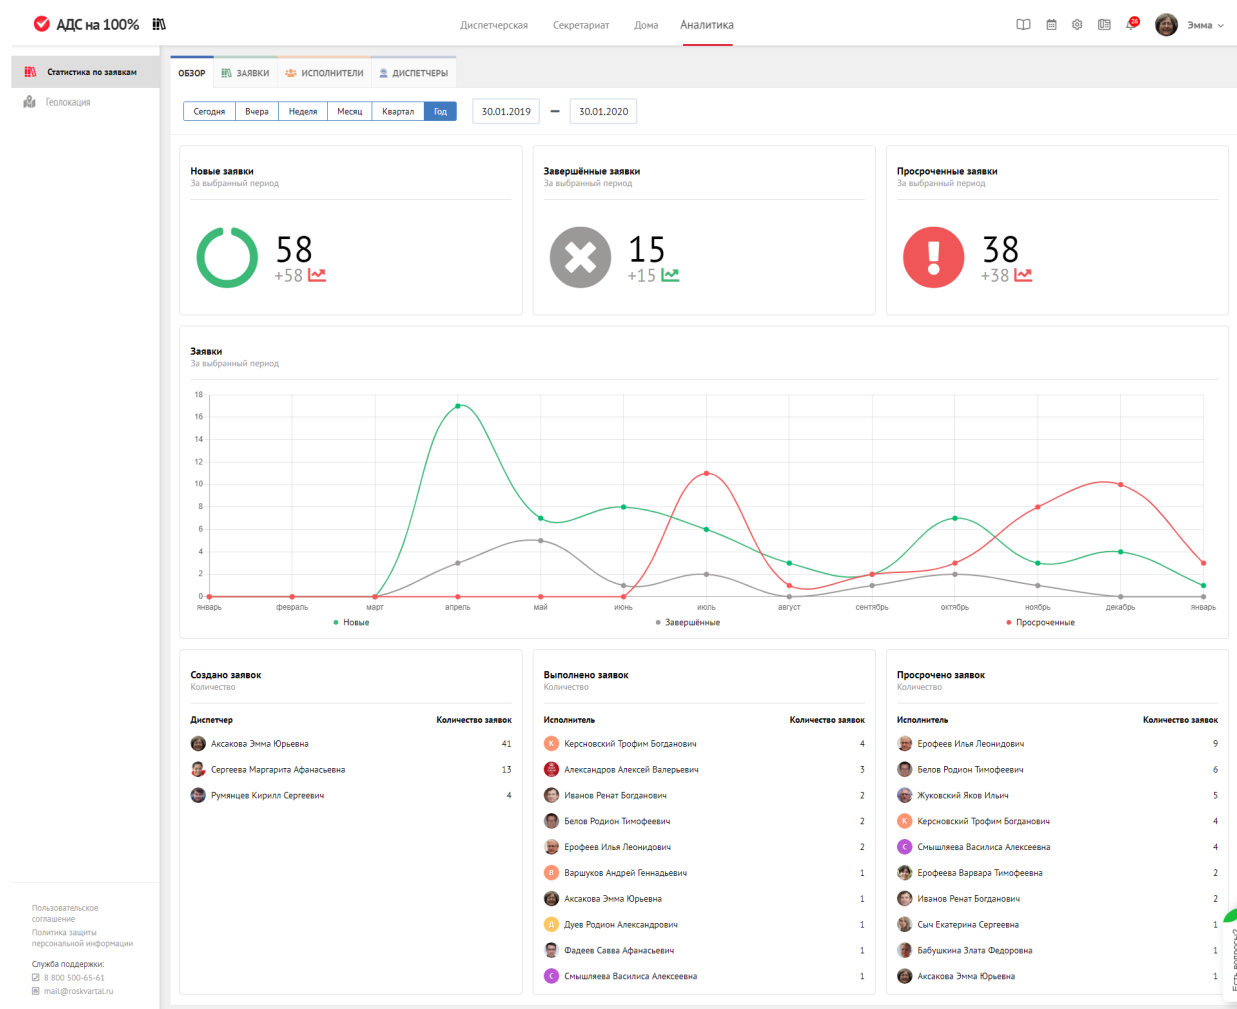 АДС на 100%
Диспетчерская Секретариат Дома Аналитика
36
Эмма
Статистика по заявкам
Геолокация
ОБЗОР ЗАЯВКИ ИСПОЛНИТЕЛИ ДИСПЕТЧЕРЫ
Сегодня Вчера Неделя Месяц Квартал Год 30.01.2019 — 30.01.2020
Новые заявки
За выбранный период
58
+58
Завершённые заявки
За выбранный период
15
+15
Просроченные заявки
За выбранный период
38
+38
Заявки
За выбранный период
18
16
14
12
10
8
6
4
2
0
январь февраль март апрель май июнь июль август сентябрь октябрь ноябрь декабрь январь
Новые Завершённые Просроченные
Создано заявок
Количество
Диспетчер Количество заявок
Аксакова Эмма Юрьевна 41
Сергеева Маргарита Афанасьевна 13
Румянцев Кирилл Сергеевич 4
Выполнено заявок
Количество
Исполнитель Количество заявок
К Керсновский Трофим Богданович 4
Александров Алексей Валерьевич 3
Иванов Ренат Богданович 2
Белов Родион Тимофеевич 2
Ерофеев Илья Леонидович 2
В Варшуков Андрей Геннадьевич 1
Аксакова Эмма Юрьевна 1
Д Дуев Родион Александрович 1
Фадеев Савва Афанасьевич 1
С Смышляева Василиса Алексеевна 1
Просрочено заявок
Количество
Исполнитель Количество заявок
Ерофеев Илья Леонидович 9
Белов Родион Тимофеевич 6
Жуковский Яков Ильич 5
К Керсновский Трофим Богданович 4
С Смышляева Василиса Алексеевна 4
Ерофеева Варвара Тимофеевна 2
Иванов Ренат Богданович 2
Сыч Екатерина Сергеевна 1
Бабушкина Злата Федоровна 1
Аксакова Эмма Юрьевна 1
Пользовательское
соглашение
Политика защиты
персональной информации
Служба поддержки:
8 800 500-65-61
mail@roskvartal.ru
Есть вопросы?